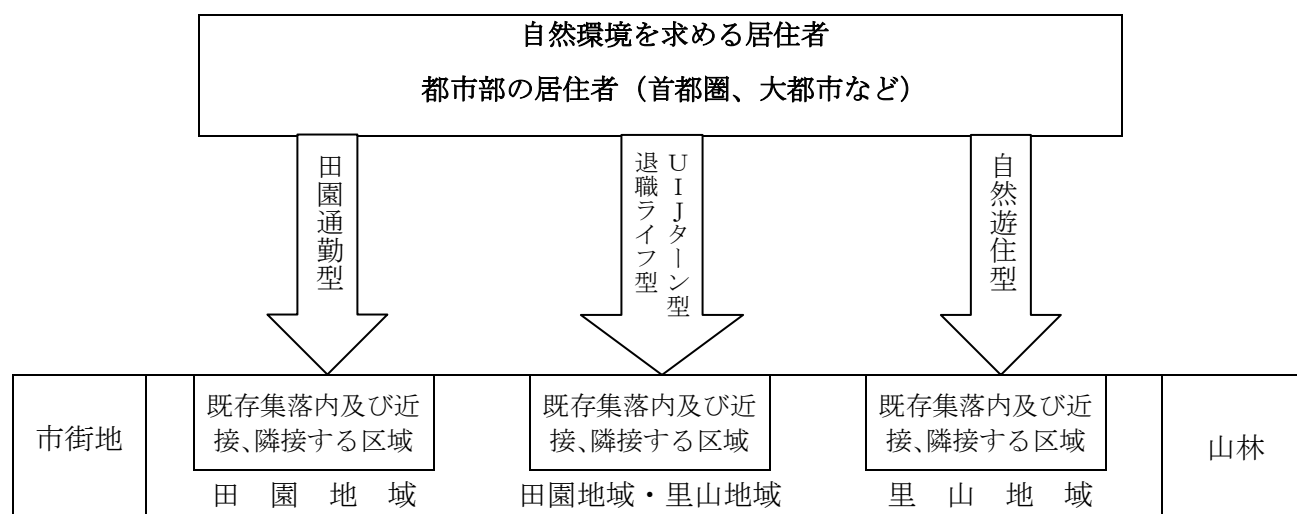 自然環境を求める居住者
都市部の居住者（首都圏、大都市など）
田園通勤型
UIJターン型
退職ライフ型
自然遊住型
市街地
既存集落内及び近
接、隣接する区域
田園地域
既存集落内及び近
接、隣接する区域
田園地域・里山地域
既存集落内及び近
接、隣接する区域
里山地域
山林